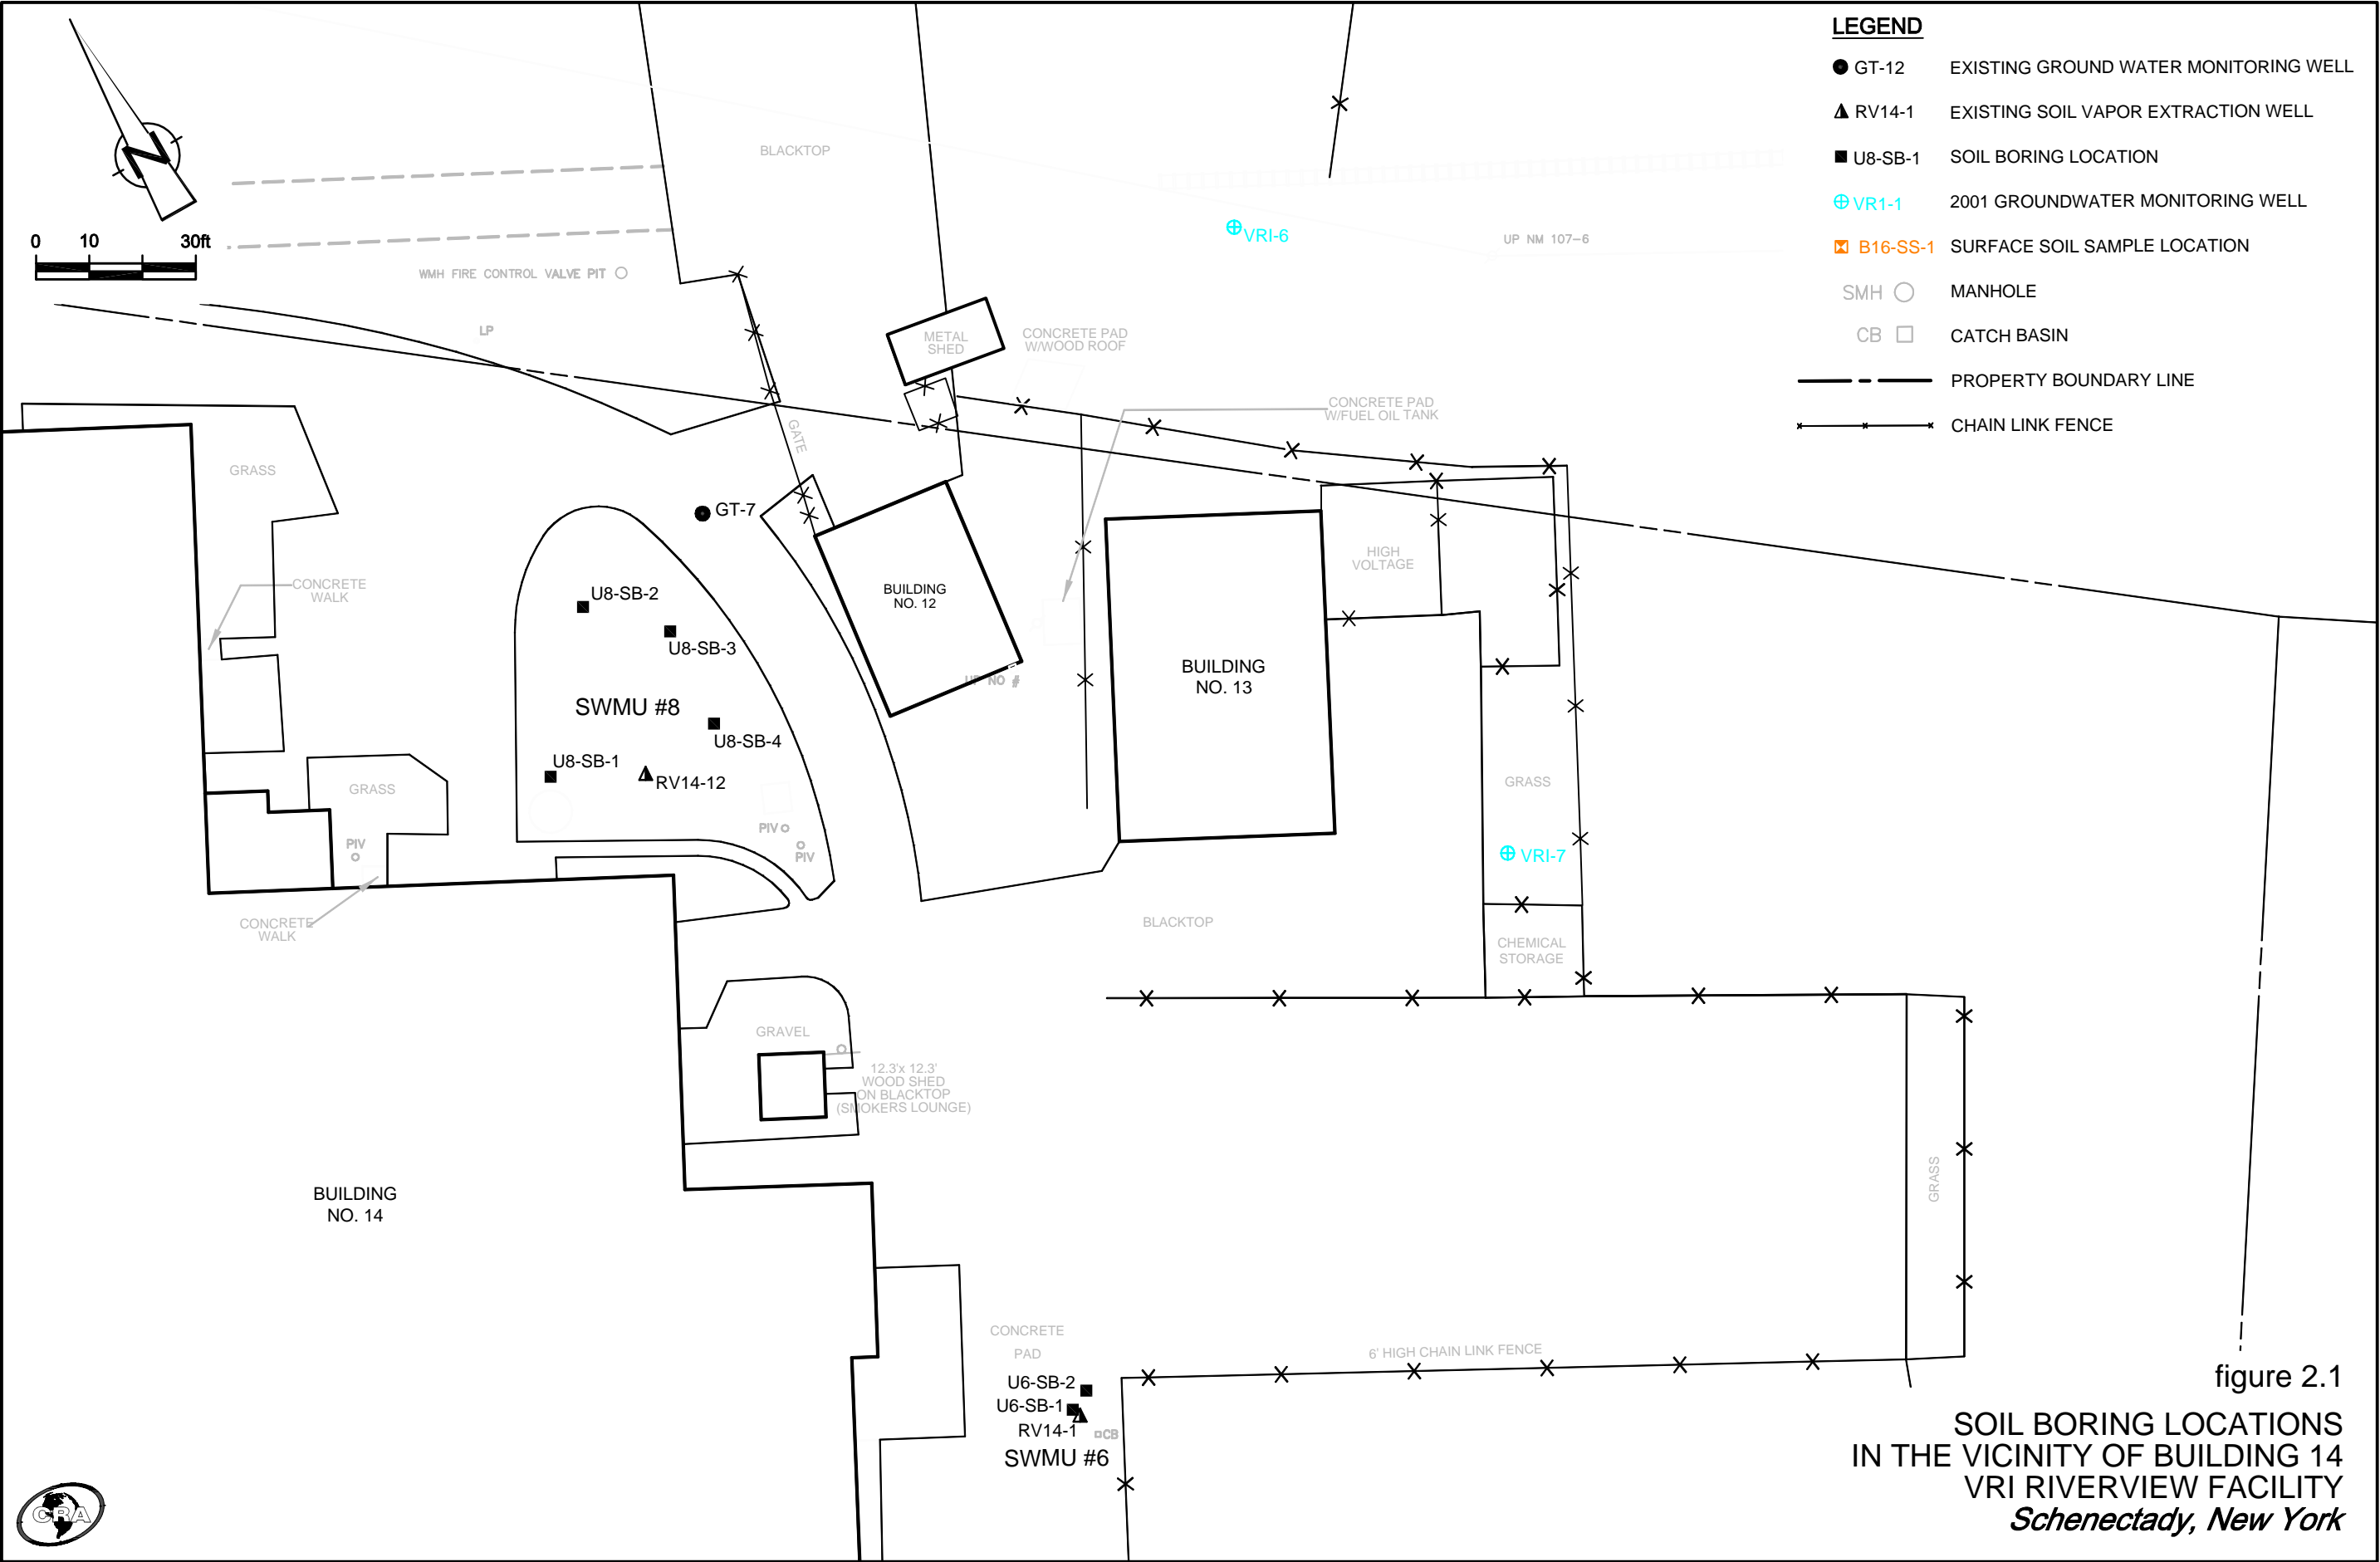 LEGEND
GT-12 EXISTING GROUND WATER MONITORING WELL
RV14-1 EXISTING SOIL VAPOR EXTRACTION WELL
U8-SB-1 SOIL BORING LOCATION
VR1-1 2001 GROUNDWATER MONITORING WELL
B16-SS-1 SURFACE SOIL SAMPLE LOCATION
SMH MANHOLE
CB CATCH BASIN
PROPERTY BOUNDARY LINE
CHAIN LINK FENCE
N
0 10 30ft
BLACKTOP
VRI-6
UP NM 107-6
WMH FIRE CONTROL VALVE PIT
LP
METAL
SHED
CONCRETE PAD
W/WOOD ROOF
CONCRETE PAD
W/FUEL OIL TANK
GATE
GRASS
GT-7
CONCRETE
WALK
U8-SB-2
U8-SB-3
BUILDING
NO. 12
HIGH
VOLTAGE
UP NO #
BUILDING
NO. 13
SWMU #8
U8-SB-4
U8-SB-1
RV14-12
GRASS
GRASS
PIV
PIV
PIV
VRI-7
CONCRETE
WALK
BLACKTOP
CHEMICAL
STORAGE
GRAVEL
12.3'x 12.3'
WOOD SHED
ON BLACKTOP
(SMOKERS LOUNGE)
GRASS
BUILDING
NO. 14
CONCRETE
PAD
6' HIGH CHAIN LINK FENCE
U6-SB-2
U6-SB-1
RV14-1
CB
SWMU #6
figure 2.1
SOIL BORING LOCATIONS
IN THE VICINITY OF BUILDING 14
VRI RIVERVIEW FACILITY
Schenectady, New York
CRA